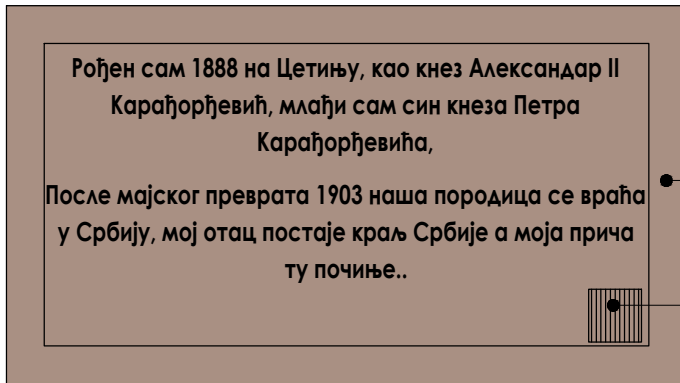 Рођен сам 1888 на Цетињу, као кнез Александар II
Карађорђевић, млађи сам син кнеза Петра
Карађорђевића,
После мајског преврата 1903 наша породица се враћа
у Србију, мој отац постаје краљ Србије а моја прича
ту почиње..